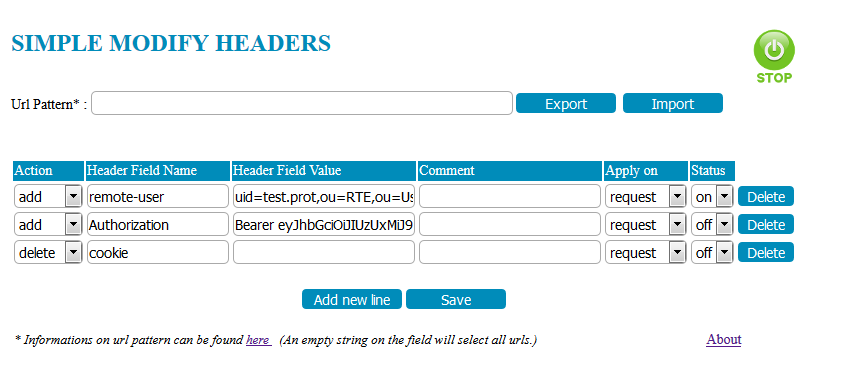 SIMPLE MODIFY HEADERS
STOP
Url Pattern* : Export Import
Action Header Field Name Header Field Value Comment Apply on Status
add remote-user uid=test.prot,ou=RTE,ou=Us request on Delete
add Authorization Bearer eyJhbGciOiJIUzUxMiJ9 request off Delete
delete cookie request off Delete
Add new line Save
* Informations on url pattern can be found here (An empty string on the field will select all urls.) About